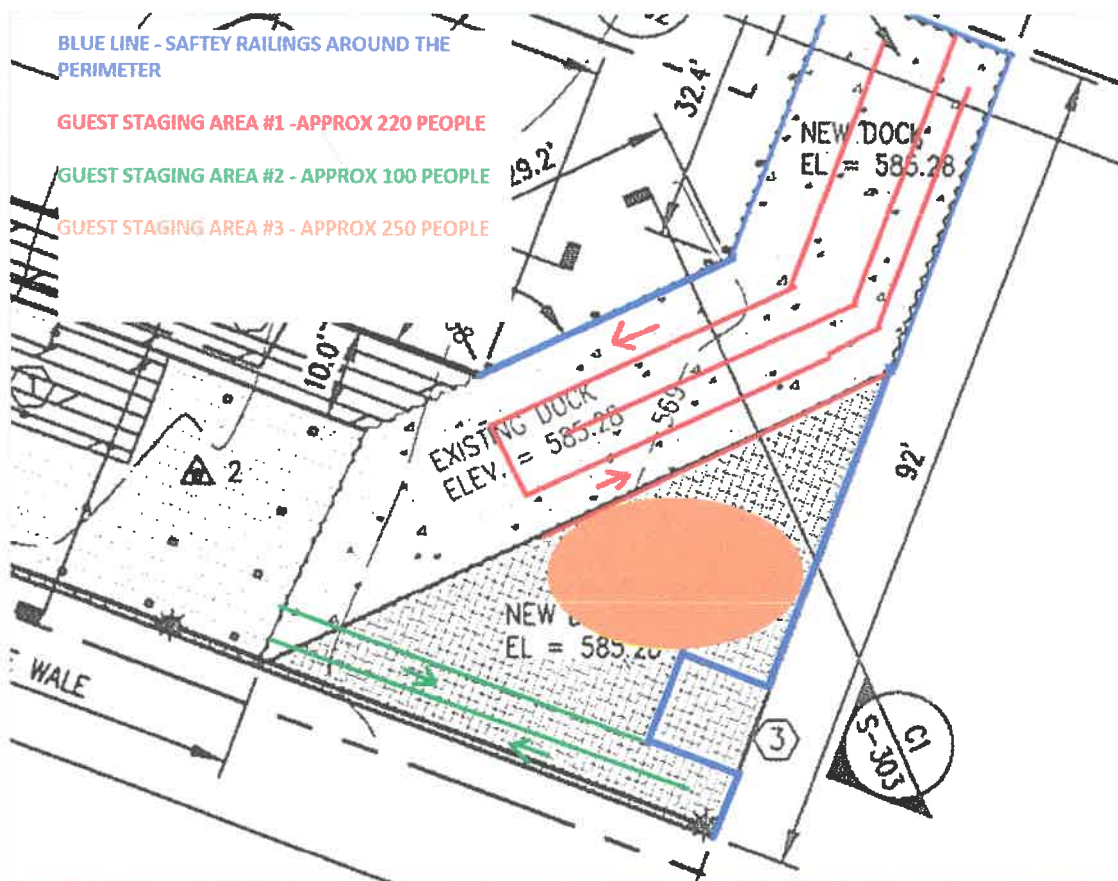 BLUE LINE - SAFTEY RAILINGS AROUND THE
PERIMETER
GUEST STAGING AREA #1 -APPROX 220 PEOPLE
GUEST STAGING AREA #2 - APPROX 100 PEOPLE
GUEST STAGING AREA #3 - APPROX 250 PEOPLE
32.4'
L
29.2'
NEW DOCK
EL = 585.28
10.0'
EXISTING DOCK
ELEV. = 585.28
569
2
92'
NEW
EL = 585.28
WALE
3
C1
S-303